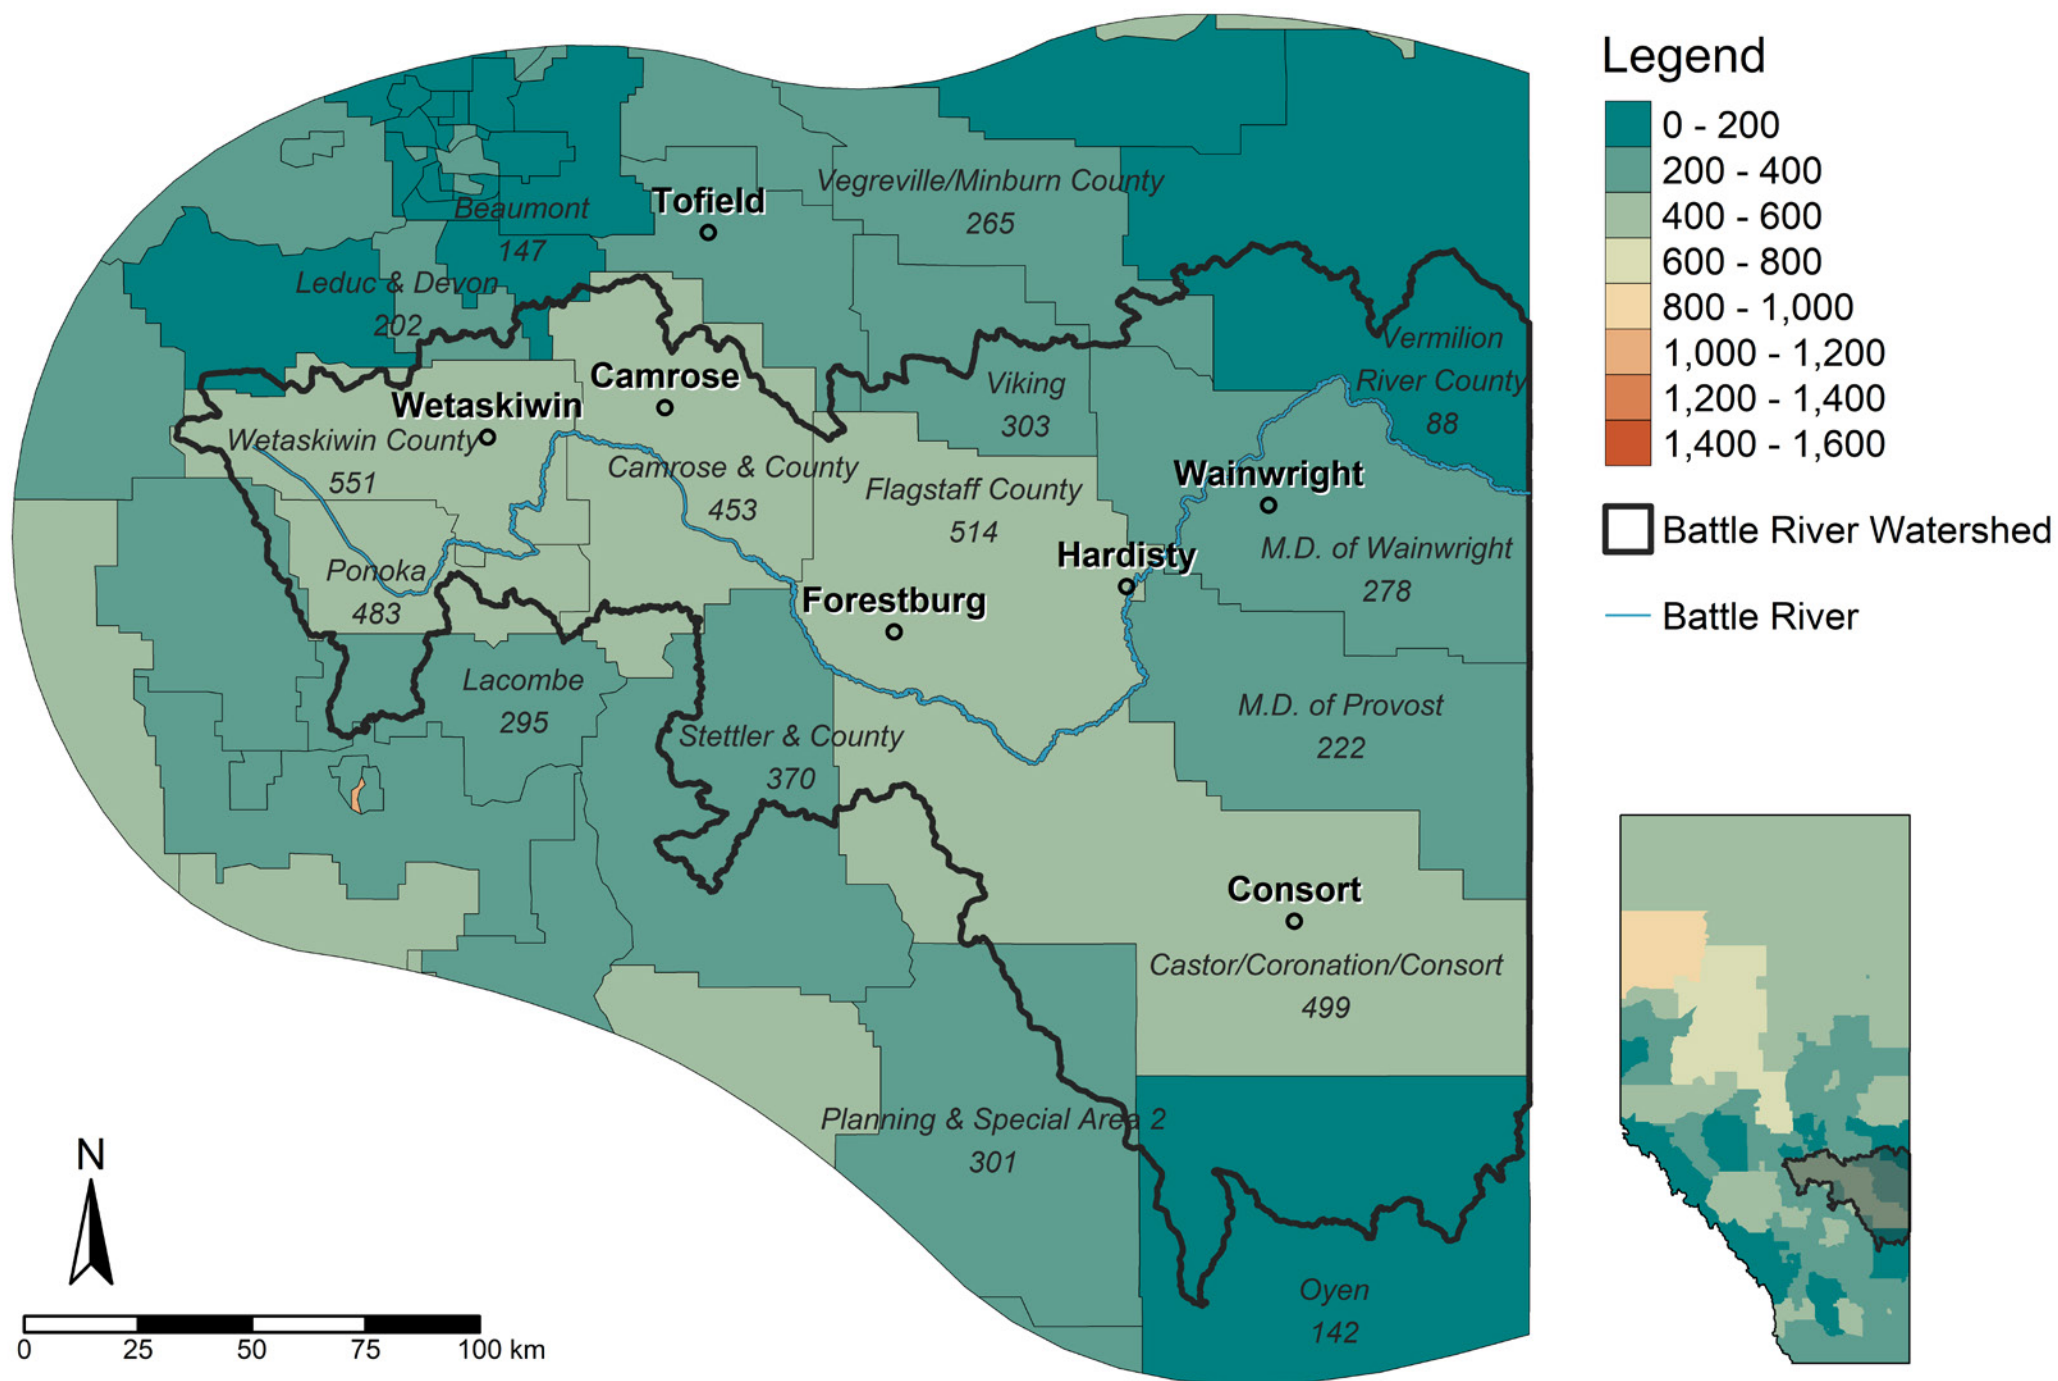 Legend
0 - 200
200 - 400
400 - 600
600 - 800
800 - 1,000
1,000 - 1,200
1,200 - 1,400
1,400 - 1,600
Battle River Watershed
Battle River
Vegreville/Minburn County
265
Tofield
Beaumont
147
Leduc & Devon
202
Vermilion
River County
88
Viking
303
Camrose
Wetaskiwin
Wetaskiwin County
551
Camrose & County
453
Flagstaff County
514
Wainwright
M.D. of Wainwright
278
Hardisty
Ponoka
483
Forestburg
Lacombe
295
Stettler & County
370
M.D. of Provost
222
Consort
Castor/Coronation/Consort
499
Planning & Special Area 2
301
Oyen
142
N
0 25 50 75 100 km